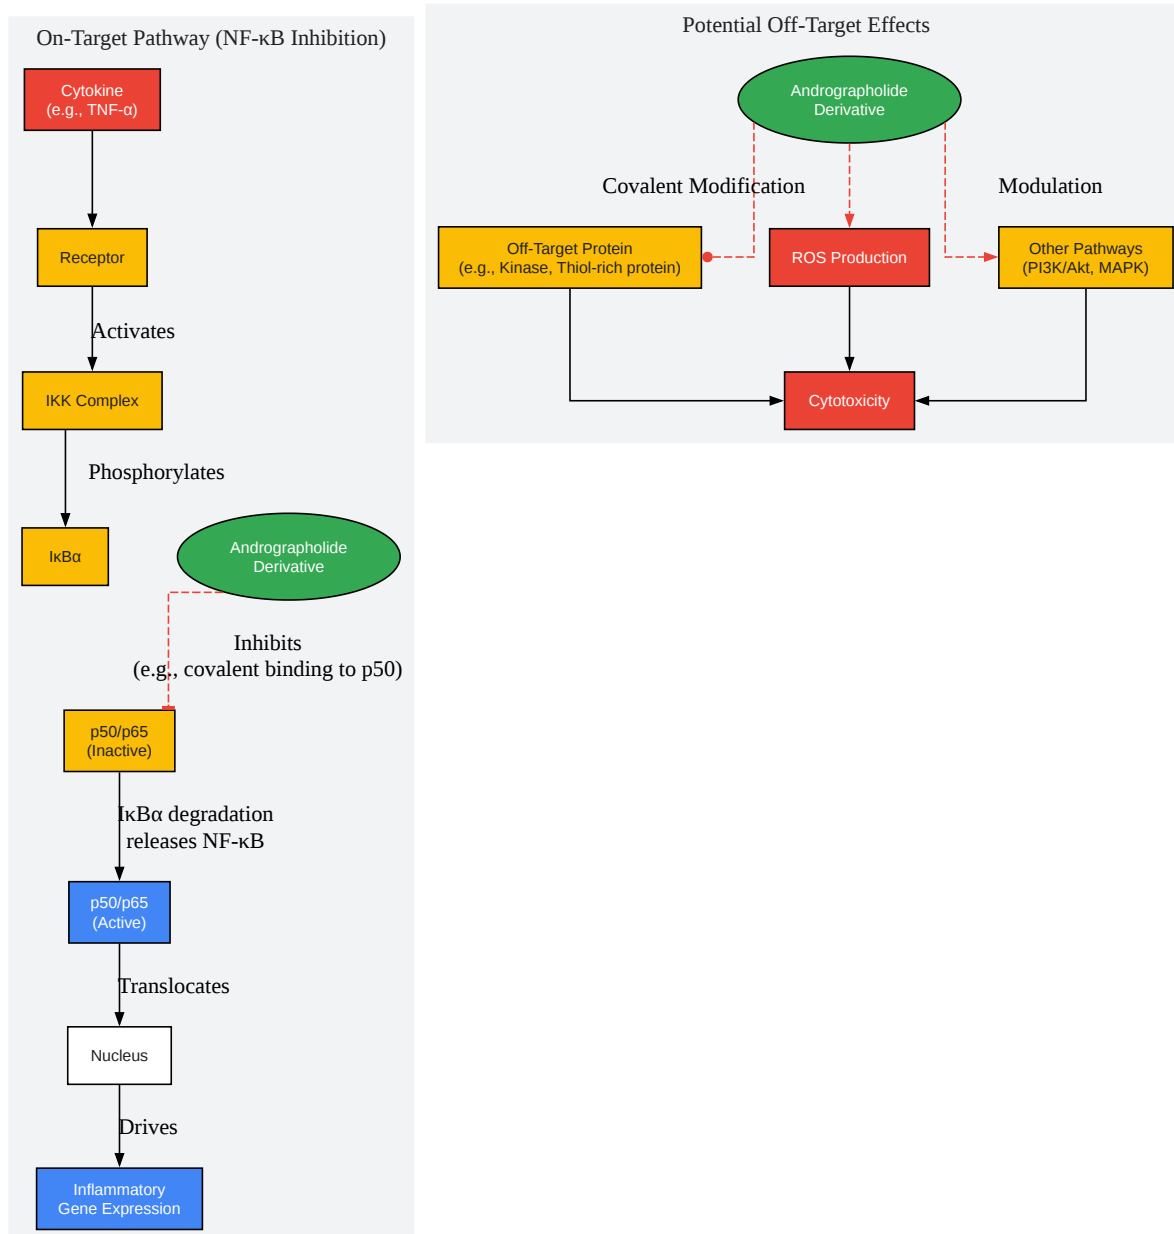 On-Target Pathway (NF-κB Inhibition)
Cytokine
(e.g., TNF-α)
Receptor
Activates
IKK Complex
Phosphorylates
IκBα
Andrographolide
Derivative
Inhibits
(e.g., covalent binding to p50)
p50/p65
(Inactive)
IκBα degradation
releases NF-κB
p50/p65
(Active)
Translocates
Nucleus
Drives
Inflammatory
Gene Expression
Potential Off-Target Effects
Andrographolide
Derivative
Covalent Modification
Modulation
Off-Target Protein
(e.g., Kinase, Thiol-rich protein)
ROS Production
Other Pathways
(PI3K/Akt, MAPK)
Cytotoxicity